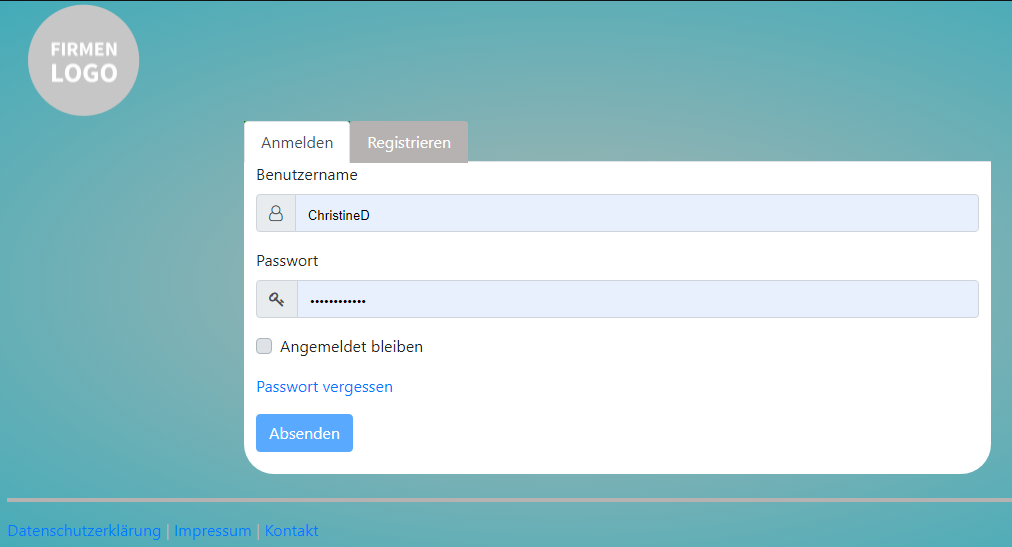 FIRMEN
LOGO
Anmelden Registrieren
Benutzername
ChristineD
Passwort
••••••••••••
Angemeldet bleiben
Passwort vergessen
Absenden
Datenschutzerklärung | Impressum | Kontakt